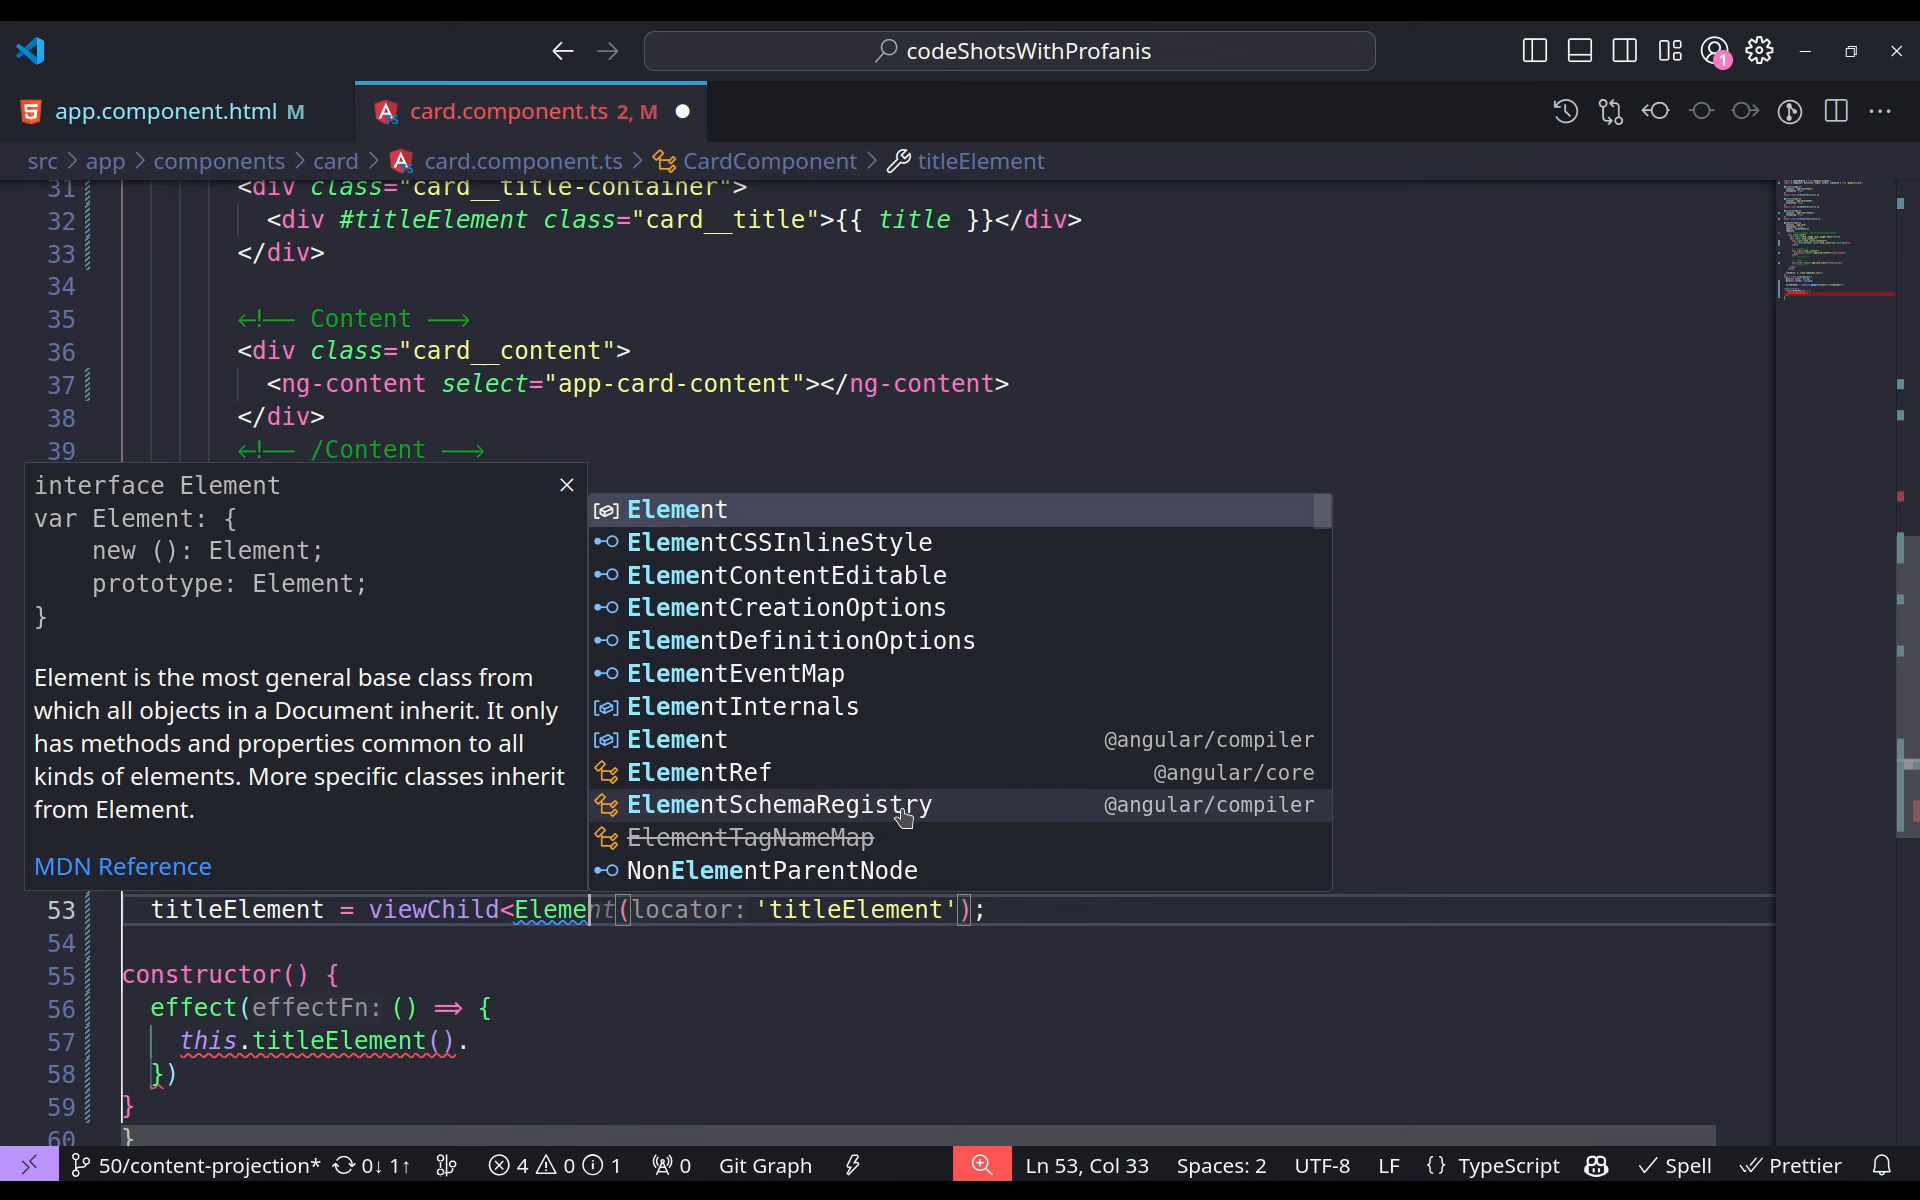 codeShotsWithProfanis
1
app.component.html M
card.component.ts 2, M
src > app > components > card > card.component.ts > CardComponent > titleElement
31 <div class="card__title-container">
32 <div #titleElement class="card__title">{{ title }}</div>
33 </div>
34
35 <!-- Content -->
36 <div class="card__content">
37 <ng-content select="app-card-content"></ng-content>
38 </div>
39 <!-- /Content -->
interface Element
var Element: {
new (): Element;
prototype: Element;
}
Element is the most general base class from
which all objects in a Document inherit. It only
has methods and properties common to all
kinds of elements. More specific classes inherit
from Element.
MDN Reference
Element
ElementCSSInlineStyle
ElementContentEditable
ElementCreationOptions
ElementDefinitionOptions
ElementEventMap
ElementInternals
Element @angular/compiler
ElementRef @angular/core
ElementSchemaRegistry @angular/compiler
ElementTagNameMap
NonElementParentNode
53 titleElement = viewChild<Element(locator: 'titleElement');
54
55 constructor() {
56 effect(effectFn: () => {
57 this.titleElement().
58 })
59 }
60 }
50/content-projection* 0↓ 1↑ 4 0 1 0 Git Graph Ln 53, Col 33 Spaces: 2 UTF-8 LF {} TypeScript Spell Prettier